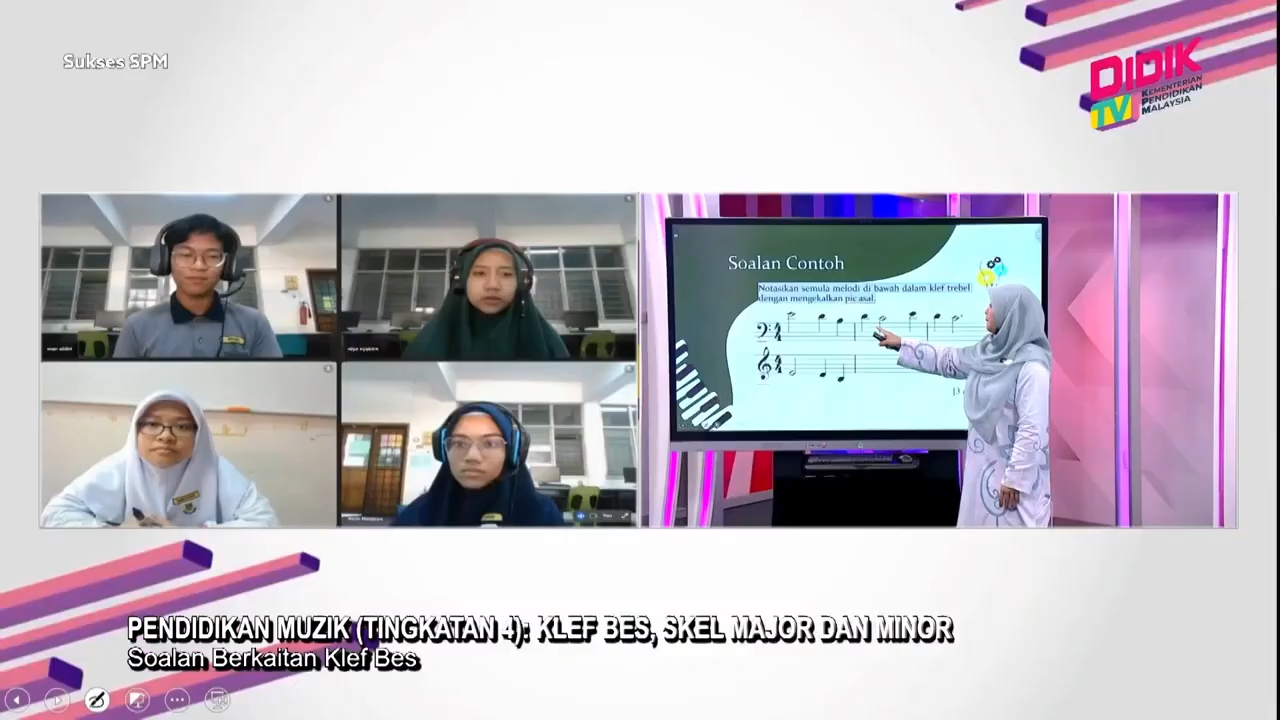 Sukses SPM
DIDIK
TV
KEMENTERIAN
PENDIDIKAN
MALAYSIA
Soalan Contoh
Notasikan semula melodi di bawah dalam klef trebel
dengan mengekalkan pic asal.
[3
PENDIDIKAN MUZIK (TINGKATAN 4): KLEF BES, SKEL MAJOR DAN MINOR
Soalan Berkaitan Klef Bes